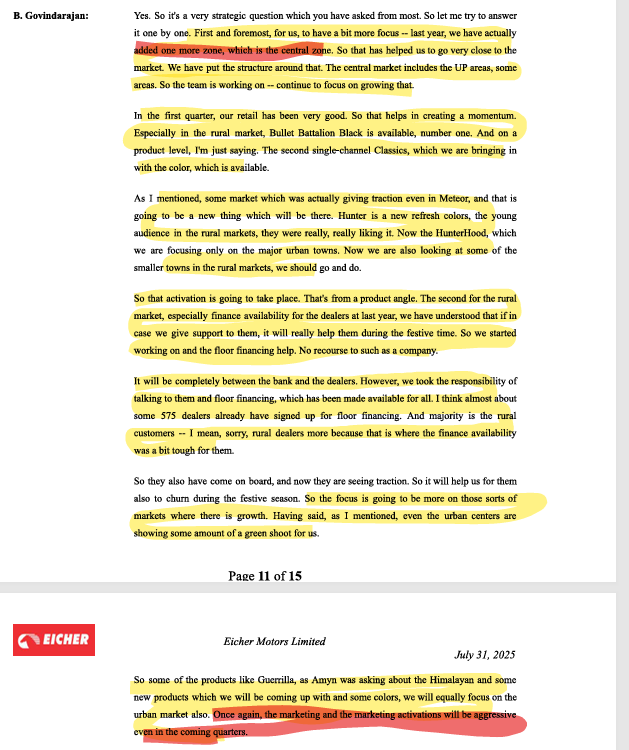 B. Govindarajan:
Yes. So it's a very strategic question which you have asked from most. So let me try to answer
it one by one. First and foremost, for us, to have a bit more focus -- last year, we have actually
added one more zone, which is the central zone. So that has helped us to go very close to the
market. We have put the structure around that. The central market includes the UP areas, some
areas. So the team is working on -- continue to focus on growing that.
In the first quarter, our retail has been very good. So that helps in creating a momentum.
Especially in the rural market, Bullet Battalion Black is available, number one. And on a
product level, I'm just saying. The second single-channel Classics, which we are bringing in
with the color, which is available.
As I mentioned, some market which was actually giving traction even in Meteor, and that is
going to be a new thing which will be there. Hunter is a new refresh colors, the young
audience in the rural markets, they were really, really liking it. Now the HunterHood, which
we are focusing only on the major urban towns. Now we are also looking at some of the
smaller towns in the rural markets, we should go and do.
So that activation is going to take place. That's from a product angle. The second for the rural
market, especially finance availability for the dealers at last year, we have understood that if in
case we give support to them, it will really help them during the festive time. So we started
working on and the floor financing help. No recourse to such as a company.
It will be completely between the bank and the dealers. However, we took the responsibility of
talking to them and floor financing, which has been made available for all. I think almost about
some 575 dealers already have signed up for floor financing. And majority is the rural
customers -- I mean, sorry, rural dealers more because that is where the finance availability
was a bit tough for them.
So they also have come on board, and now they are seeing traction. So it will help us for them
also to churn during the festive season. So the focus is going to be more on those sorts of
markets where there is growth. Having said, as I mentioned, even the urban centers are
showing some amount of a green shoot for us.
Page 11 of 15
EICHER
Eicher Motors Limited
July 31, 2025
So some of the products like Guerrilla, as Amyn was asking about the Himalayan and some
new products which we will be coming up with and some colors, we will equally focus on the
urban market also. Once again, the marketing and the marketing activations will be aggressive
even in the coming quarters.